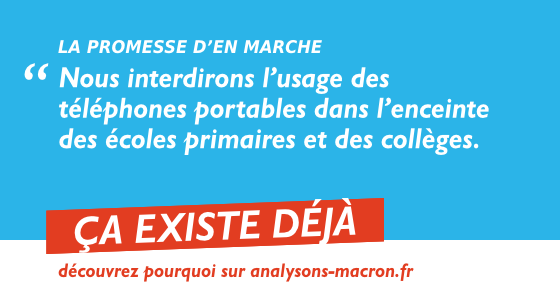 LA PROMESSE D’EN MARCHE
“ Nous interdirons l’usage des
téléphones portables dans l’enceinte
des écoles primaires et des collèges.
ÇA EXISTE DÉJÀ
découvrez pourquoi sur analysons-macron.fr